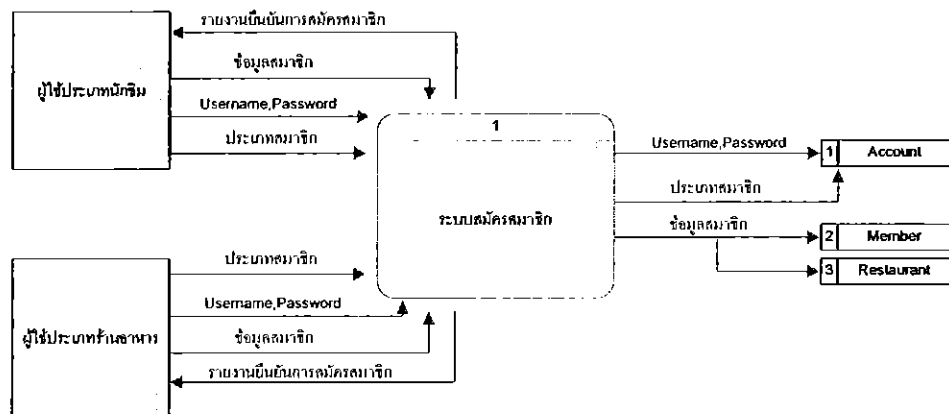 รายงานยืนยันการสมัครสมาชิก
ข้อมูลสมาชิก
ผู้ใช้ประเภทนักชิม
Username,Password
ประเภทสมาชิก
1
ระบบสมัครสมาชิก
Username,Password
1 Account
ประเภทสมาชิก
ข้อมูลสมาชิก
2 Member
3 Restaurant
ประเภทสมาชิก
Username,Password
ผู้ใช้ประเภทร้านอาหาร
ข้อมูลสมาชิก
รายงานยืนยันการสมัครสมาชิก